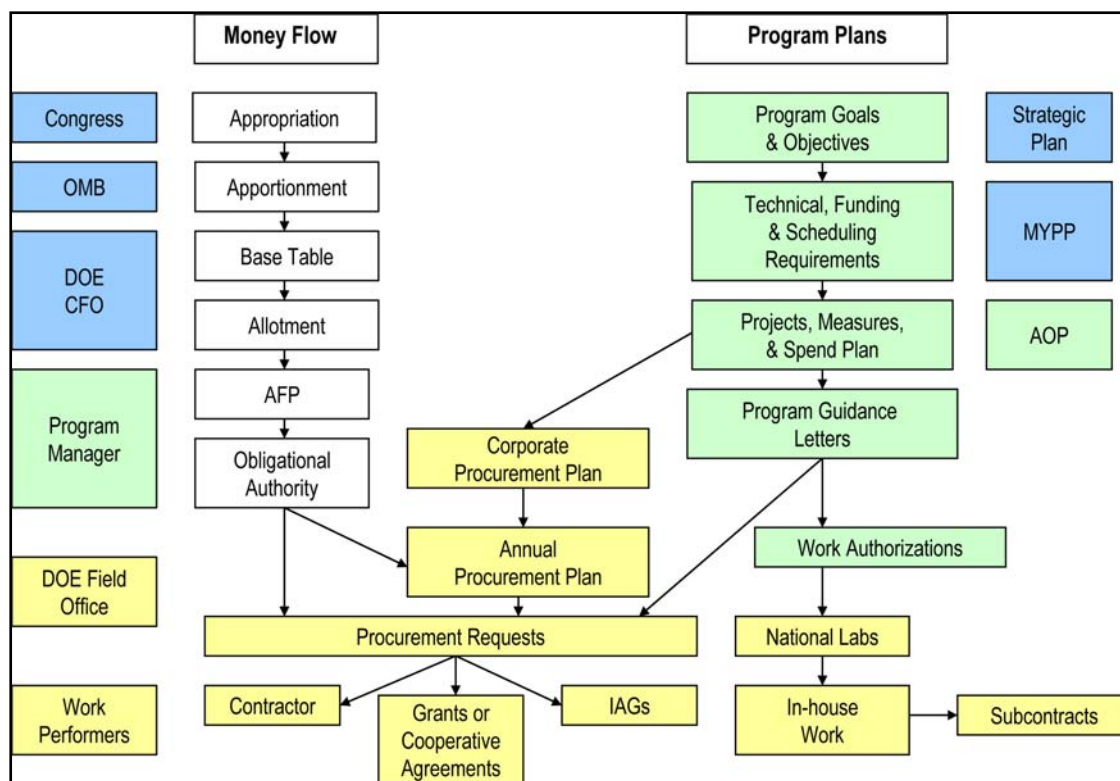 Money Flow
Program Plans
Congress
Appropriation
Program Goals
& Objectives
Strategic
Plan
OMB
Apportionment
Technical, Funding
& Scheduling
Requirements
MYPP
DOE
CFO
Base Table
Allotment
Projects, Measures,
& Spend Plan
AOP
Program
Manager
AFP
Program Guidance
Letters
Corporate
Procurement Plan
Obligational
Authority
Annual
Procurement Plan
Work Authorizations
DOE Field
Office
Procurement Requests
National Labs
Work
Performers
Contractor
Grants or
Cooperative
Agreements
IAGs
In-house
Work
Subcontracts